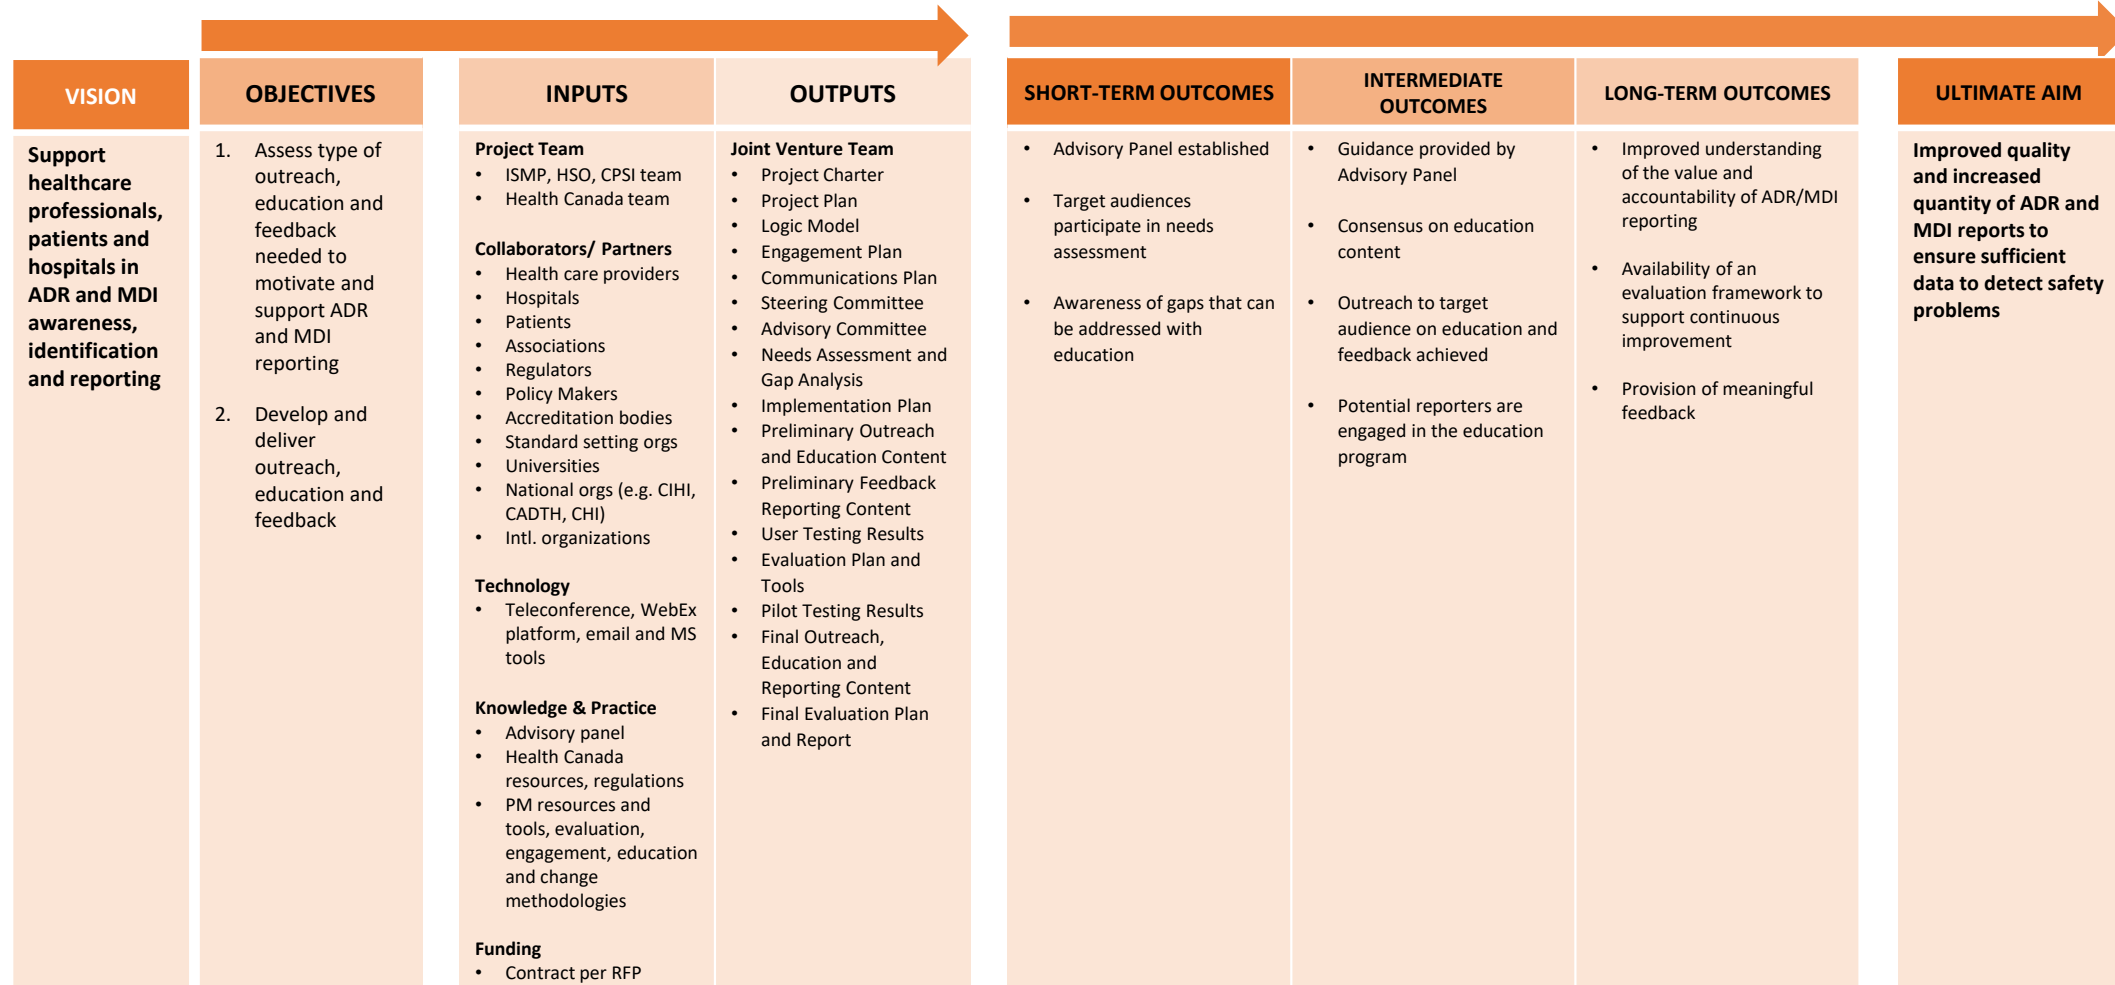 VISION
Support
healthcare
professionals,
patients and
hospitals in
ADR and MDI
awareness,
identification
and reporting
OBJECTIVES
1. Assess type of
outreach,
education and
feedback
needed to
motivate and
support ADR
and MDI
reporting
2. Develop and
deliver
outreach,
education and
feedback
INPUTS
Project Team
• ISMP, HSO, CPSI team
• Health Canada team
Collaborators/ Partners
• Health care providers
• Hospitals
• Patients
• Associations
• Regulators
• Policy Makers
• Accreditation bodies
• Standard setting orgs
• Universities
• National orgs (e.g. CIHI,
CADTH, CHI)
• Intl. organizations
Technology
• Teleconference, WebEx
platform, email and MS
tools
Knowledge & Practice
• Advisory panel
• Health Canada
resources, regulations
• PM resources and
tools, evaluation,
engagement, education
and change
methodologies
Funding
• Contract per RFP
OUTPUTS
Joint Venture Team
• Project Charter
• Project Plan
• Logic Model
• Engagement Plan
• Communications Plan
• Steering Committee
• Advisory Committee
• Needs Assessment and
Gap Analysis
• Implementation Plan
• Preliminary Outreach
and Education Content
• Preliminary Feedback
Reporting Content
• User Testing Results
• Evaluation Plan and
Tools
• Pilot Testing Results
• Final Outreach,
Education and
Reporting Content
• Final Evaluation Plan
and Report
SHORT-TERM OUTCOMES
• Advisory Panel established
• Target audiences
participate in needs
assessment
• Awareness of gaps that can
be addressed with
education
INTERMEDIATE
OUTCOMES
• Guidance provided by
Advisory Panel
• Consensus on education
content
• Outreach to target
audience on education and
feedback achieved
• Potential reporters are
engaged in the education
program
LONG-TERM OUTCOMES
• Improved understanding
of the value and
accountability of ADR/MDI
reporting
• Availability of an
evaluation framework to
support continuous
improvement
• Provision of meaningful
feedback
ULTIMATE AIM
Improved quality
and increased
quantity of ADR and
MDI reports to
ensure sufficient
data to detect safety
problems